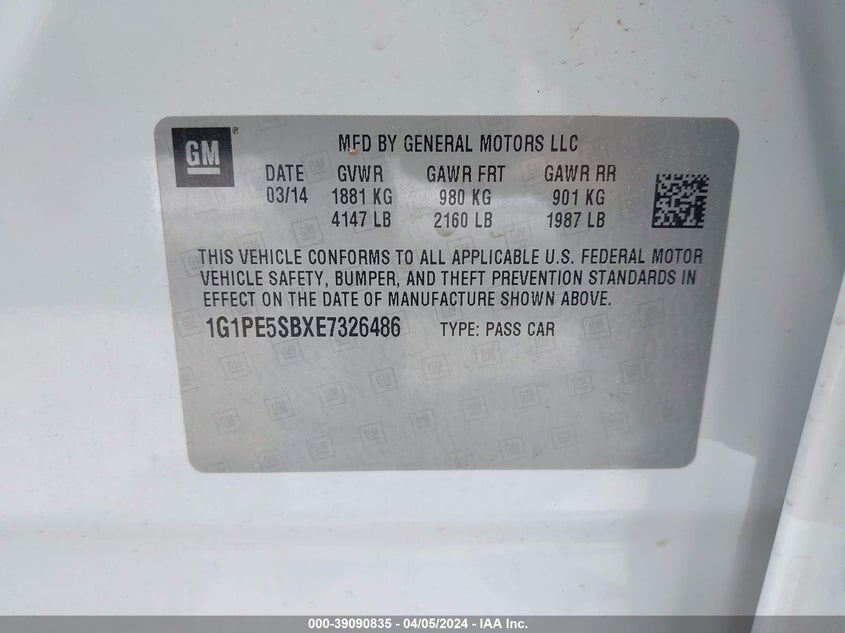 GM ®
MFD BY GENERAL MOTORS LLC
DATE GVWR GAWR FRT GAWR RR
03/14 1881 KG 980 KG 901 KG
4147 LB 2160 LB 1987 LB
THIS VEHICLE CONFORMS TO ALL APPLICABLE U.S. FEDERAL MOTOR
VEHICLE SAFETY, BUMPER, AND THEFT PREVENTION STANDARDS IN
EFFECT ON THE DATE OF MANUFACTURE SHOWN ABOVE.
1G1PE5SBXE7326486 TYPE: PASS CAR
000-39090835 - 04/05/2024 - IAA Inc.